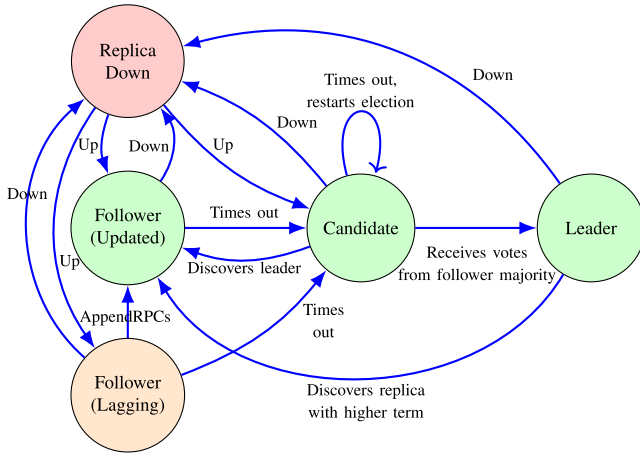 Replica
Down
Down
Times out,
restarts election
Down
Up
Down
Up
Down
Follower
(Updated)
Times out
Candidate
Leader
Up
Discovers leader
Receives votes
from follower majority
AppendRPCs
Times
out
Follower
(Lagging)
Discovers replica
with higher term